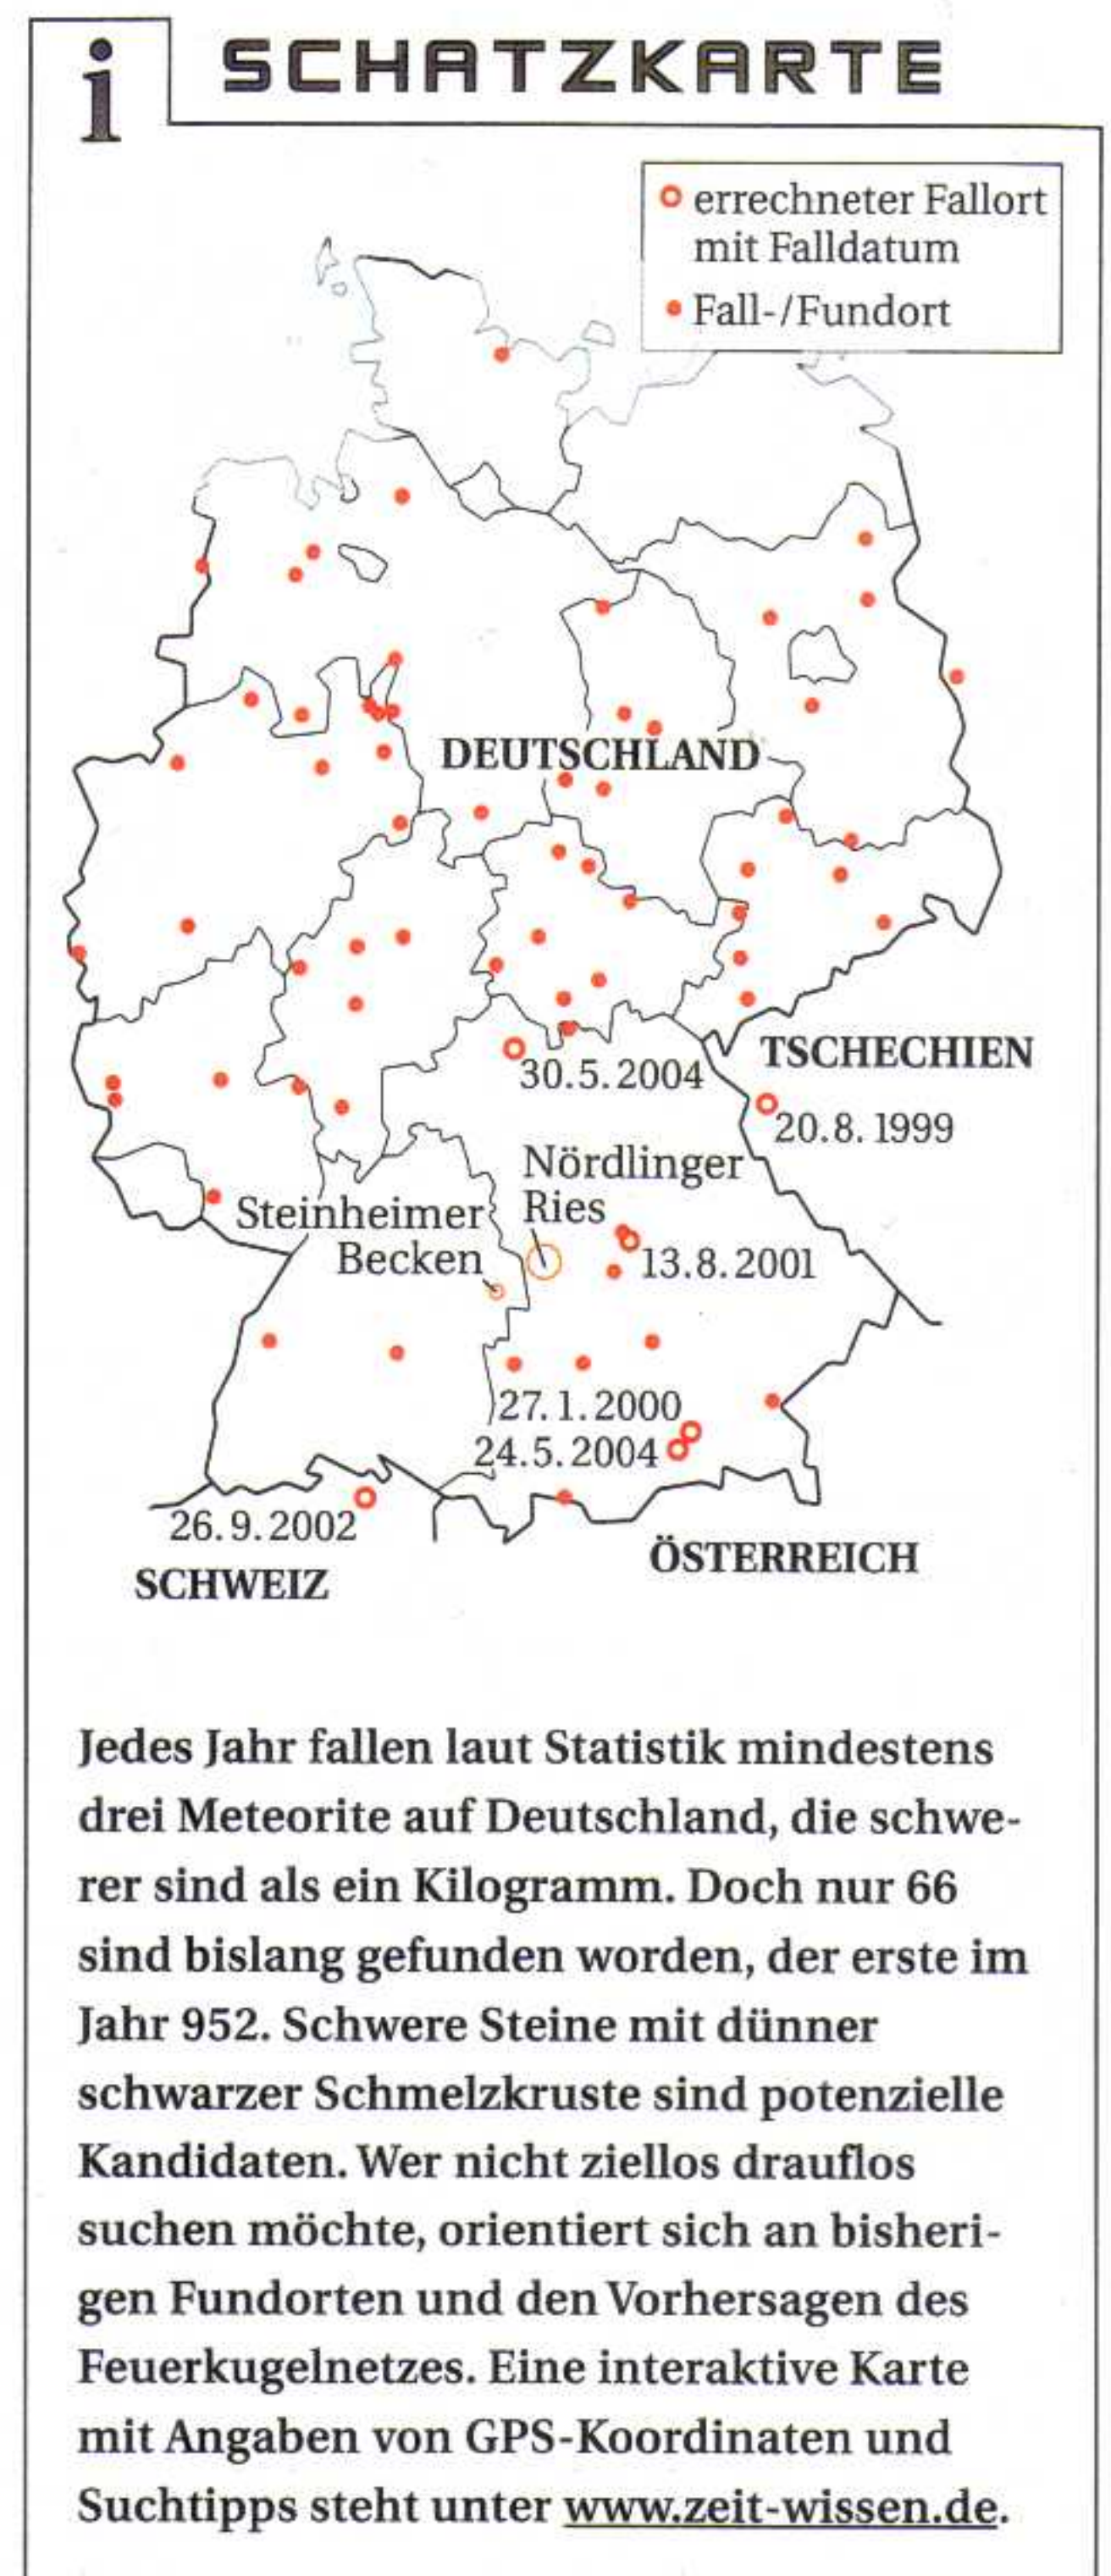 i
SCHATZKARTE
errechneter Fallort
mit Falldatum
Fall-/Fundort
DEUTSCHLAND
TSCHECHIEN
30.5.2004
20.8.1999
Nördlinger
Ries
Steinheimer
Becken
13.8.2001
27.1.2000
24.5.2004
26.9.2002
ÖSTERREICH
SCHWEIZ
Jedes Jahr fallen laut Statistik mindestens
drei Meteorite auf Deutschland, die schwe-
rer sind als ein Kilogramm. Doch nur 66
sind bislang gefunden worden, der erste im
Jahr 952. Schwere Steine mit dünner
schwarzer Schmelzkruste sind potenzielle
Kandidaten. Wer nicht ziellos drauflos
suchen möchte, orientiert sich an bisheri-
gen Fundorten und den Vorhersagen des
Feuerkugelnetzes. Eine interaktive Karte
mit Angaben von GPS-Koordinaten und
Suchtipps steht unter www.zeit-wissen.de.